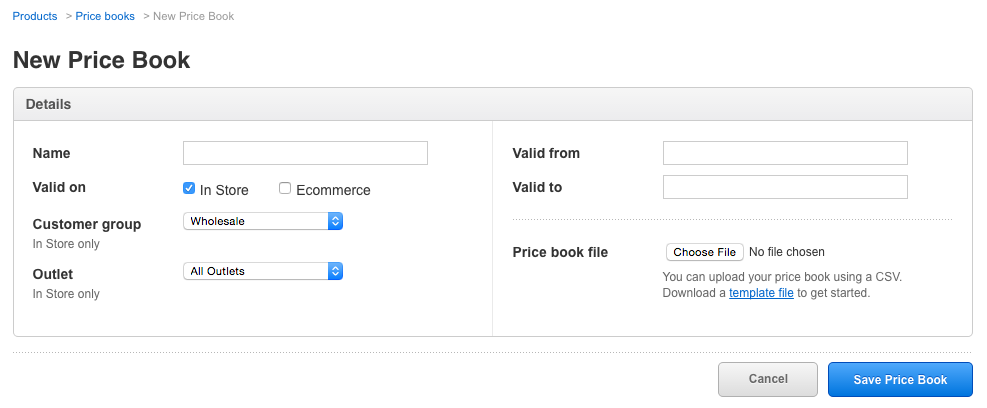 Products > Price books > New Price Book
New Price Book
Details
Name
Valid on
In Store Ecommerce
Customer group
Wholesale
In Store only
Outlet
All Outlets
In Store only
Valid from
Valid to
Price book file
Choose File No file chosen
You can upload your price book using a CSV.
Download a template file to get started.
Cancel
Save Price Book